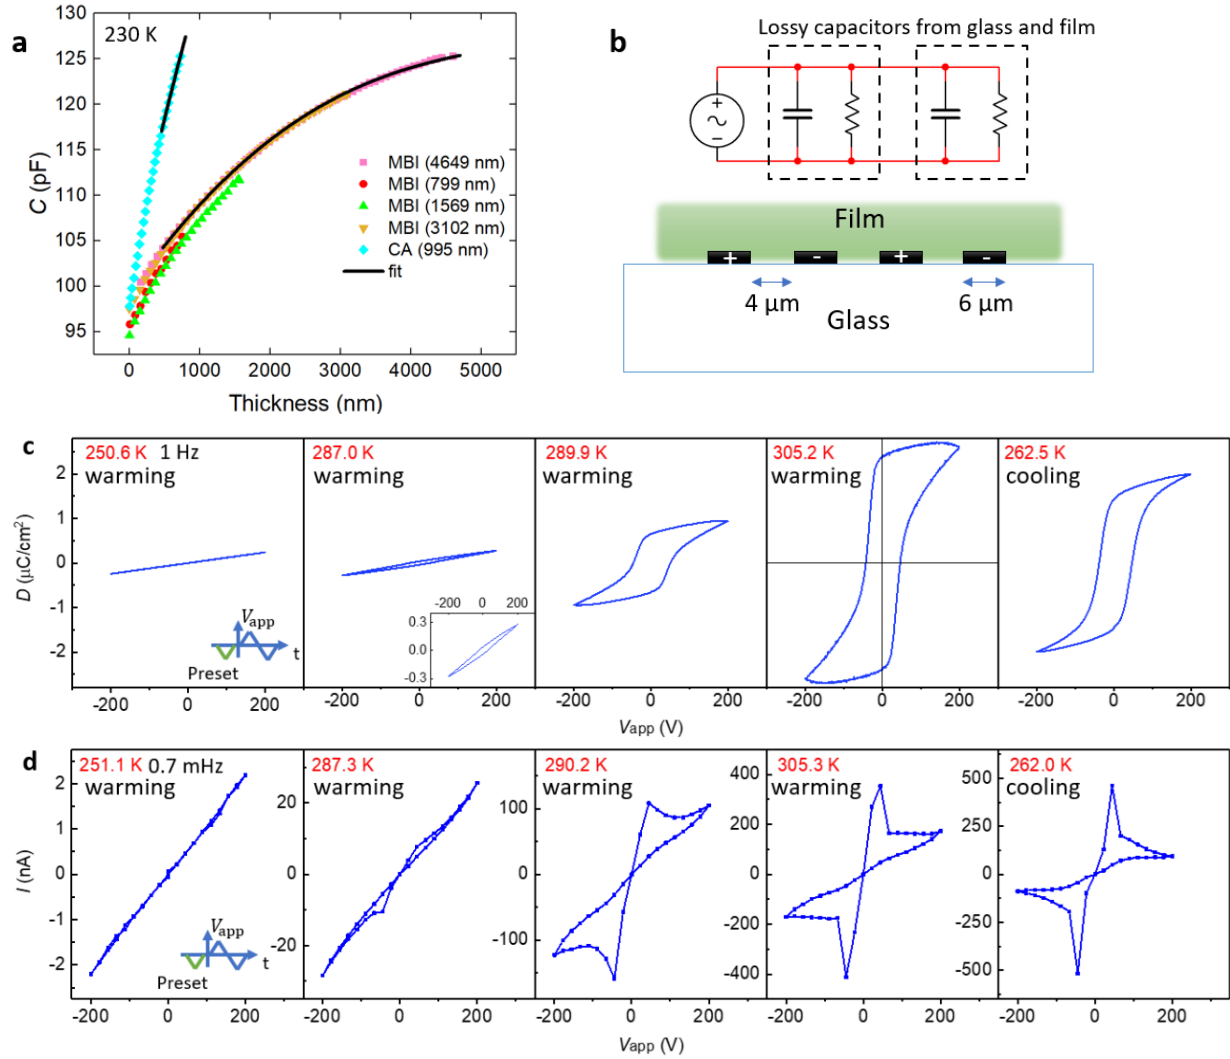 a
230 K
130
125
120
115
110
105
100
95
C (pF)
MBI (4649 nm)
MBI (799 nm)
MBI (1569 nm)
MBI (3102 nm)
CA (995 nm)
fit
0 1000 2000 3000 4000 5000
Thickness (nm)
b
Lossy capacitors from glass and film
+
−
Film
+ - + -
4 μm 6 μm
Glass
c
250.6 K 1 Hz
warming
287.0 K
warming
289.9 K
warming
305.2 K
warming
262.5 K
cooling
2
1
0
-1
-2
D (μC/cm²)
Vapp
t
Preset
-200 0 200
0.3
0.0
-0.3
-200 0 200
-200 0 200
-200 0 200
-200 0 200
-200 0 200
Vapp (V)
d
251.1 K 0.7 mHz
warming
287.3 K
warming
290.2 K
warming
305.3 K
warming
262.0 K
cooling
2
1
0
-1
-2
I (nA)
Vapp
t
Preset
20
0
-20
100
0
-100
400
200
0
-200
-400
500
250
0
-250
-500
-200 0 200
-200 0 200
-200 0 200
-200 0 200
-200 0 200
Vapp (V)